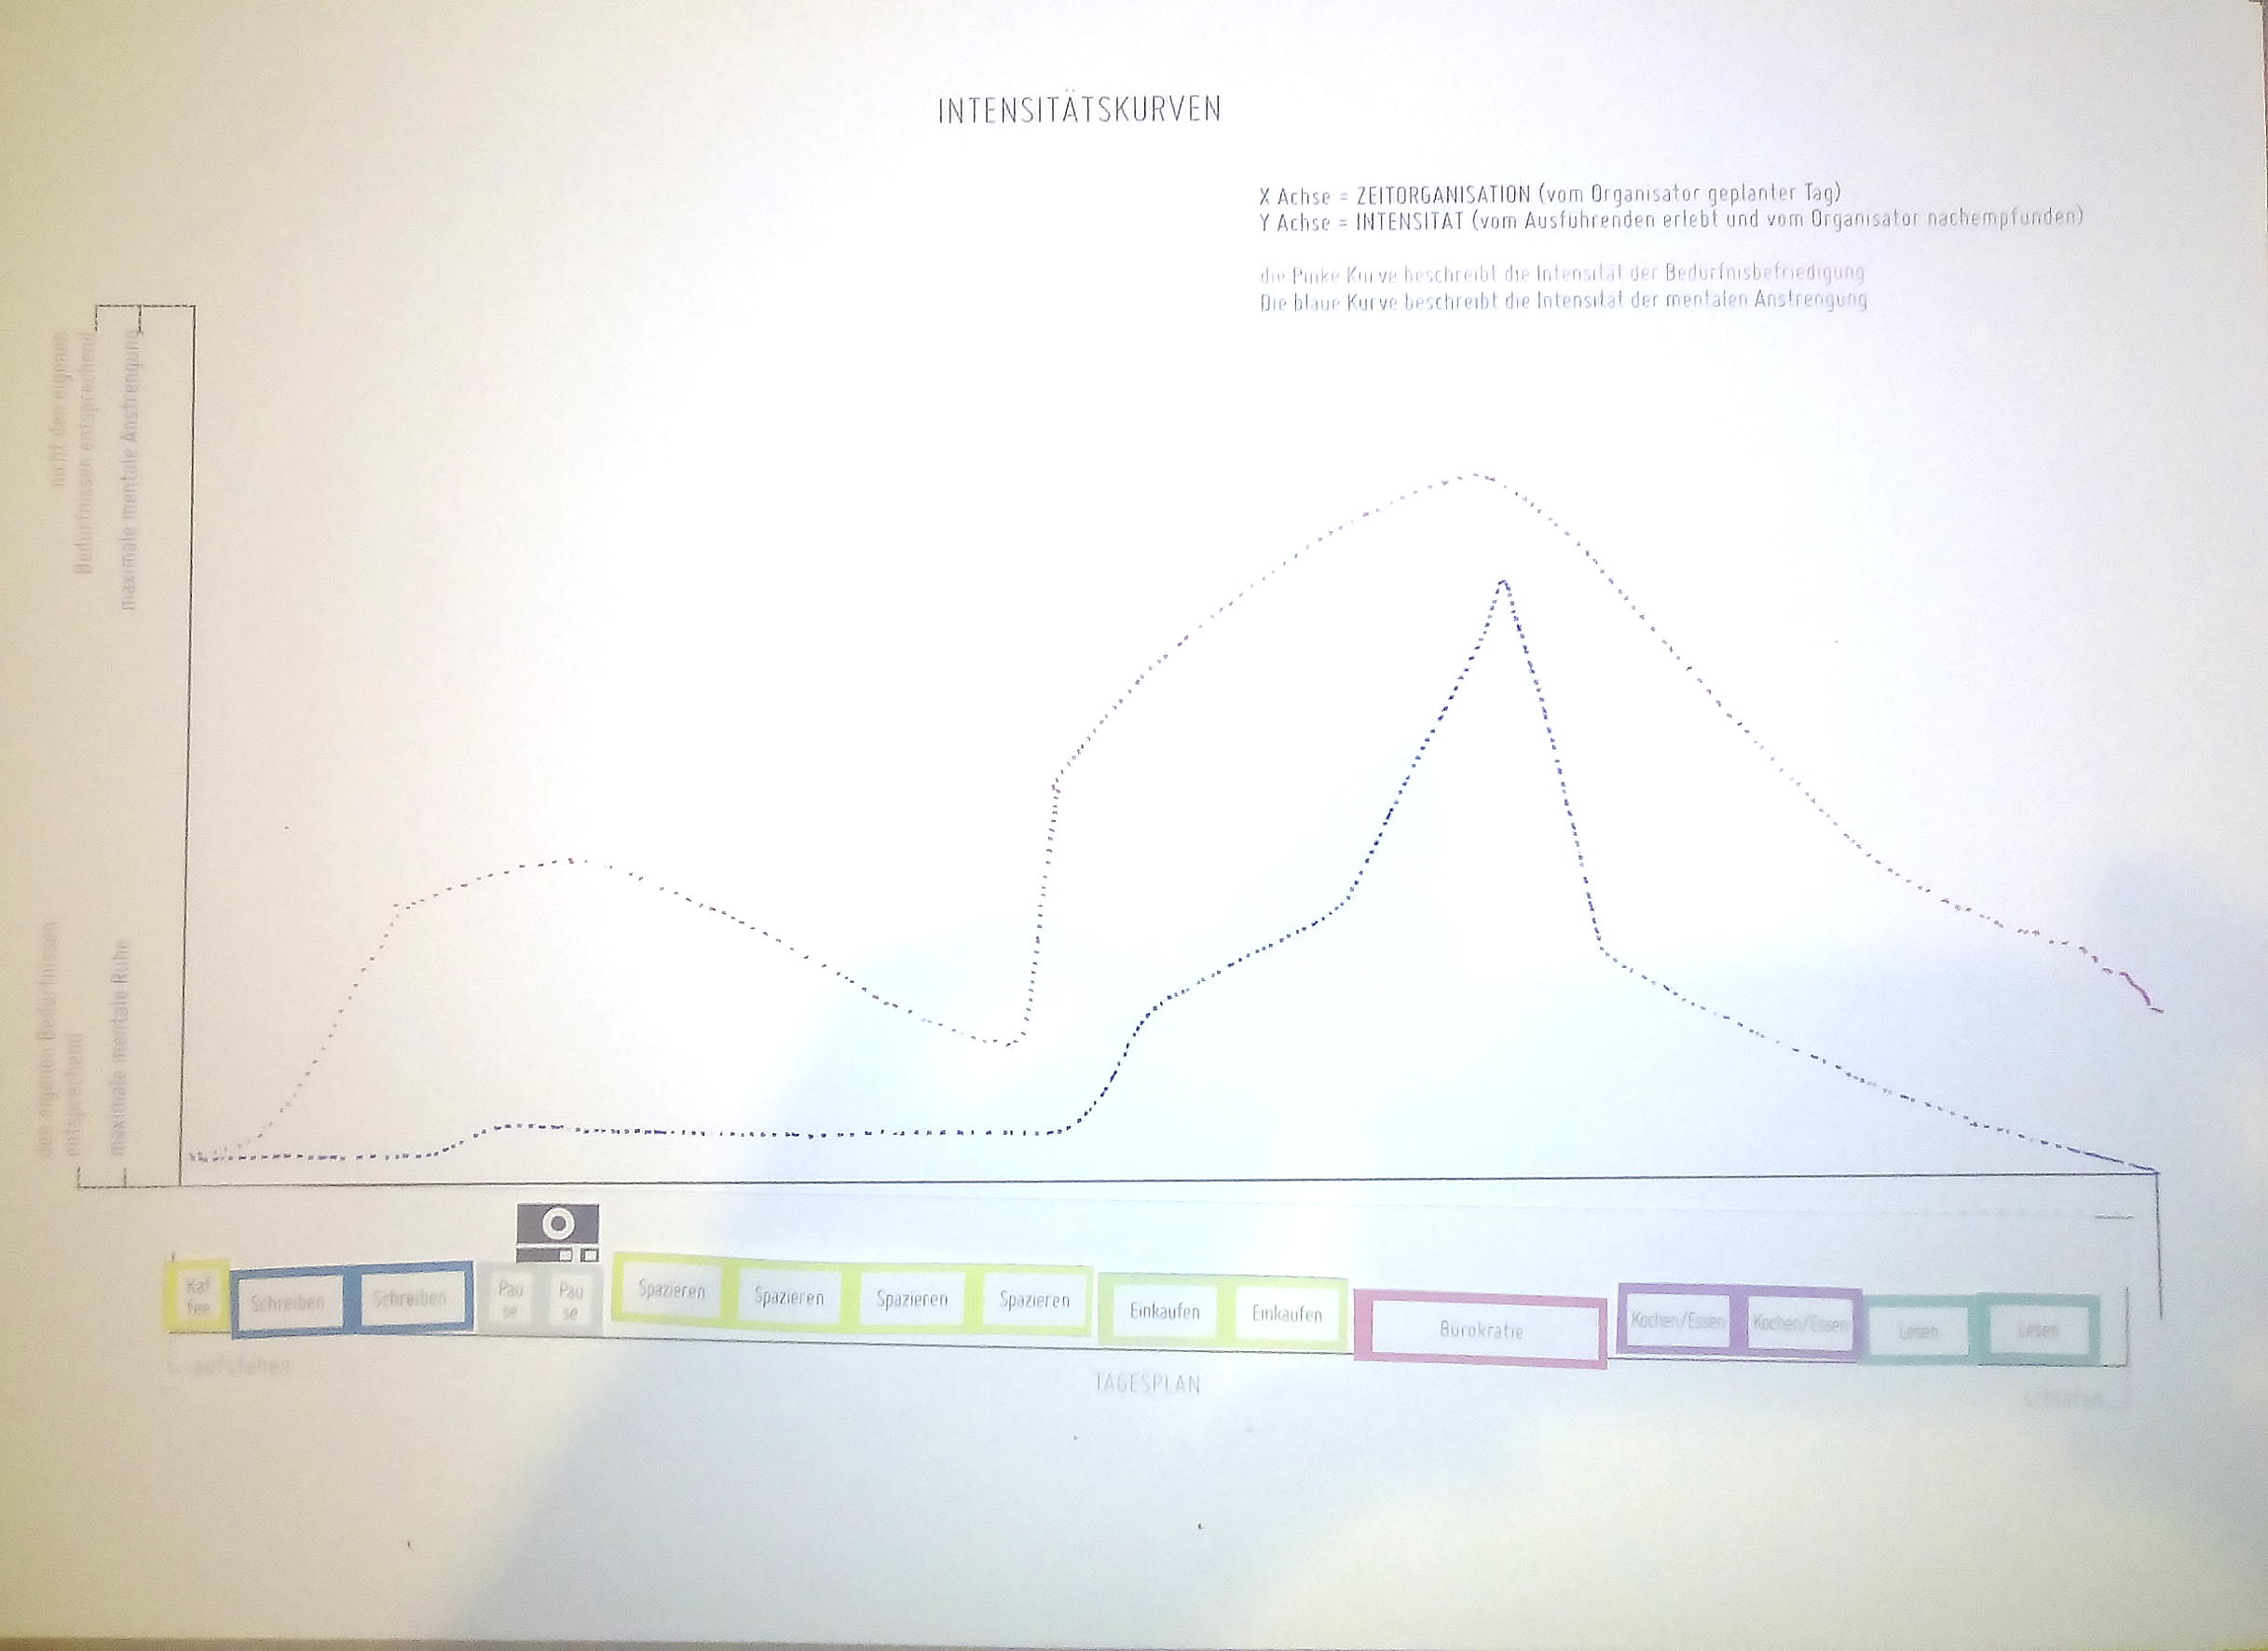 INTENSITÄTSKURVEN
X Achse = ZEITORGANISATION (vom Organisator geplanter Tag)
Y Achse = INTENSITAT (vom Ausführenden erlebt und vom Organisator nachempfunden)
die Pinke Kurve beschreibt die Intensität der Bedürfnisbefriedigung
Die blaue Kurve beschreibt die Intensität der mentalen Anstrengung
nicht den eigenen
Bedürfnissen entsprechend
maximale mentale Anstrengung
den eigenen Bedürfnissen
entsprechend
maximale mentale Ruhe
Kaf
fee
Schreiben
Schreiben
Pau
se
Pau
se
Spazieren
Spazieren
Spazieren
Spazieren
Einkaufen
Einkaufen
Bürokratie
Kochen/Essen
Kochen/Essen
Lesen
Lesen
aufstehen
TAGESPLAN
schlafen